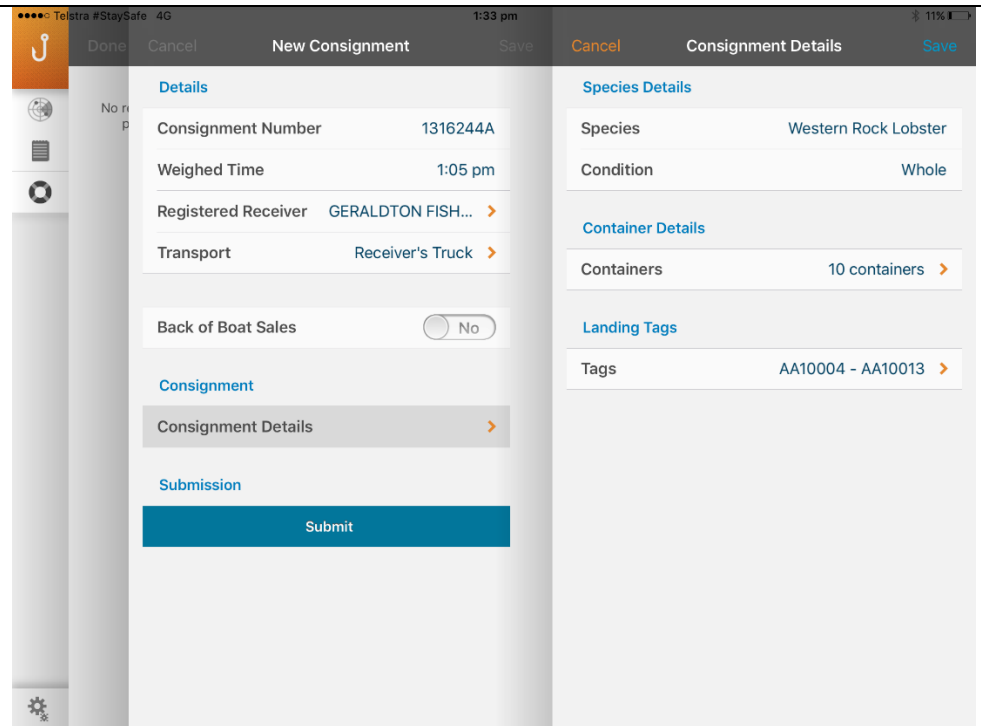 Telstra #StaySafe 4G 1:33 pm 11%
Done Cancel New Consignment Save Cancel Consignment Details Save
No re
p
Details
Consignment Number 1316244A
Weighed Time 1:05 pm
Registered Receiver GERALDTON FISH...
Transport Receiver's Truck
Back of Boat Sales No
Consignment
Consignment Details
Submission
Submit
Species Details
Species Western Rock Lobster
Condition Whole
Container Details
Containers 10 containers
Landing Tags
Tags AA10004 - AA10013